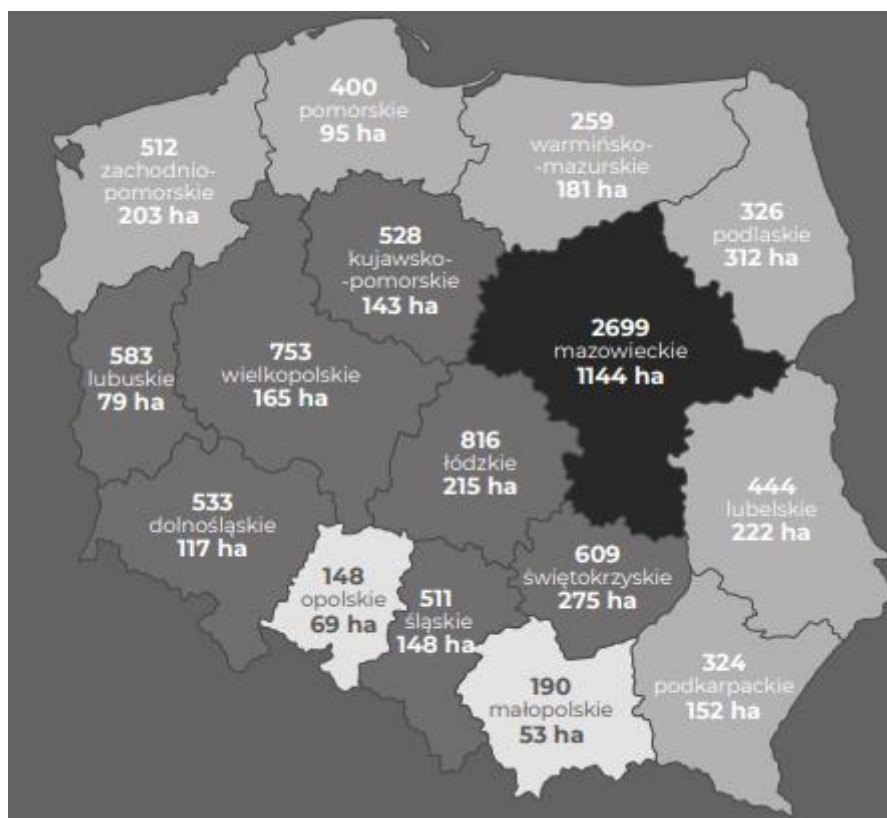 400
pomorskie
95 ha
512
zachodnio-
pomorskie
203 ha
259
warmińsko-
-mazurskie
181 ha
326
podlaskie
312 ha
528
kujawsko-
-pomorskie
143 ha
2699
mazowieckie
1144 ha
583
lubuskie
79 ha
753
wielkopolskie
165 ha
816
łódzkie
215 ha
444
lubelskie
222 ha
533
dolnośląskie
117 ha
609
świętokrzyskie
275 ha
148
opolskie
69 ha
511
śląskie
148 ha
190
małopolskie
53 ha
324
podkarpackie
152 ha